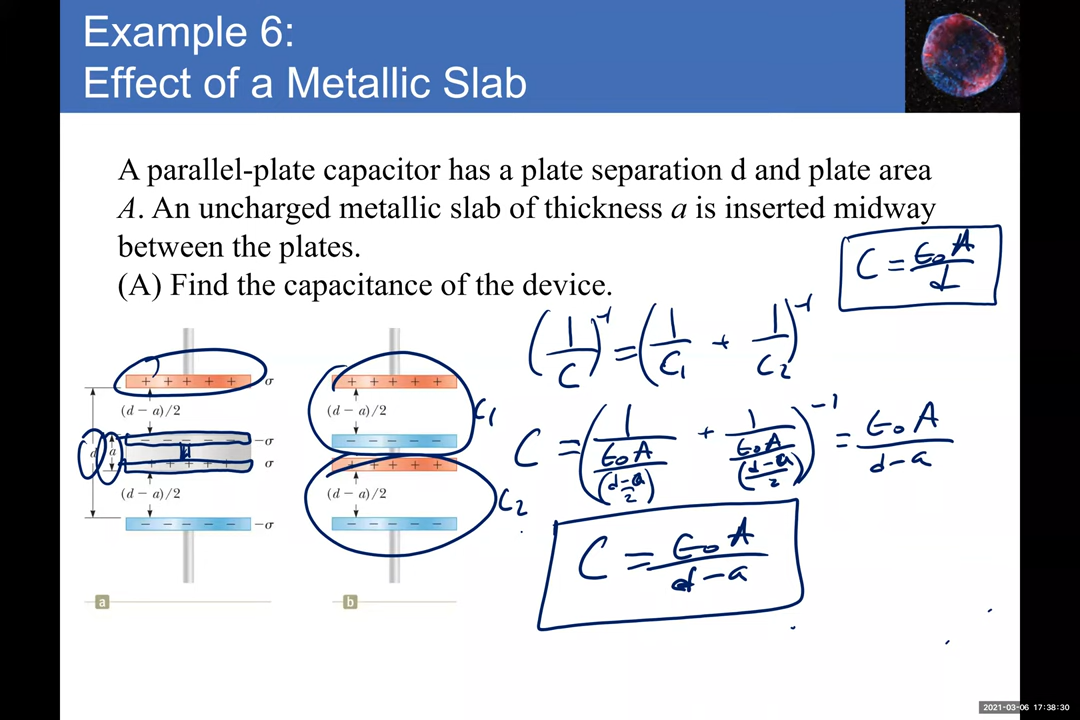 Example 6:
Effect of a Metallic Slab
A parallel-plate capacitor has a plate separation d and plate area
A. An uncharged metallic slab of thickness a is inserted midway
between the plates.
(A) Find the capacitance of the device.
C = ε₀A/d
(1/C)⁻¹ = (1/C₁ + 1/C₂)⁻¹
C = (1/(ε₀A/((d-a)/2)) + 1/(ε₀A/((d-a)/2)))⁻¹ = ε₀A/(d-a)
C = ε₀A/(d-a)
+ + + + + σ
(d − a)/2
− − − − − −σ
d a
+ + + + + σ
(d − a)/2
− − − − − −σ
a
+ + + + +
(d − a)/2
C₁
− − − − −
+ + + + +
(d − a)/2
C₂
− − − − −
b
2021-03-06 17:38:30